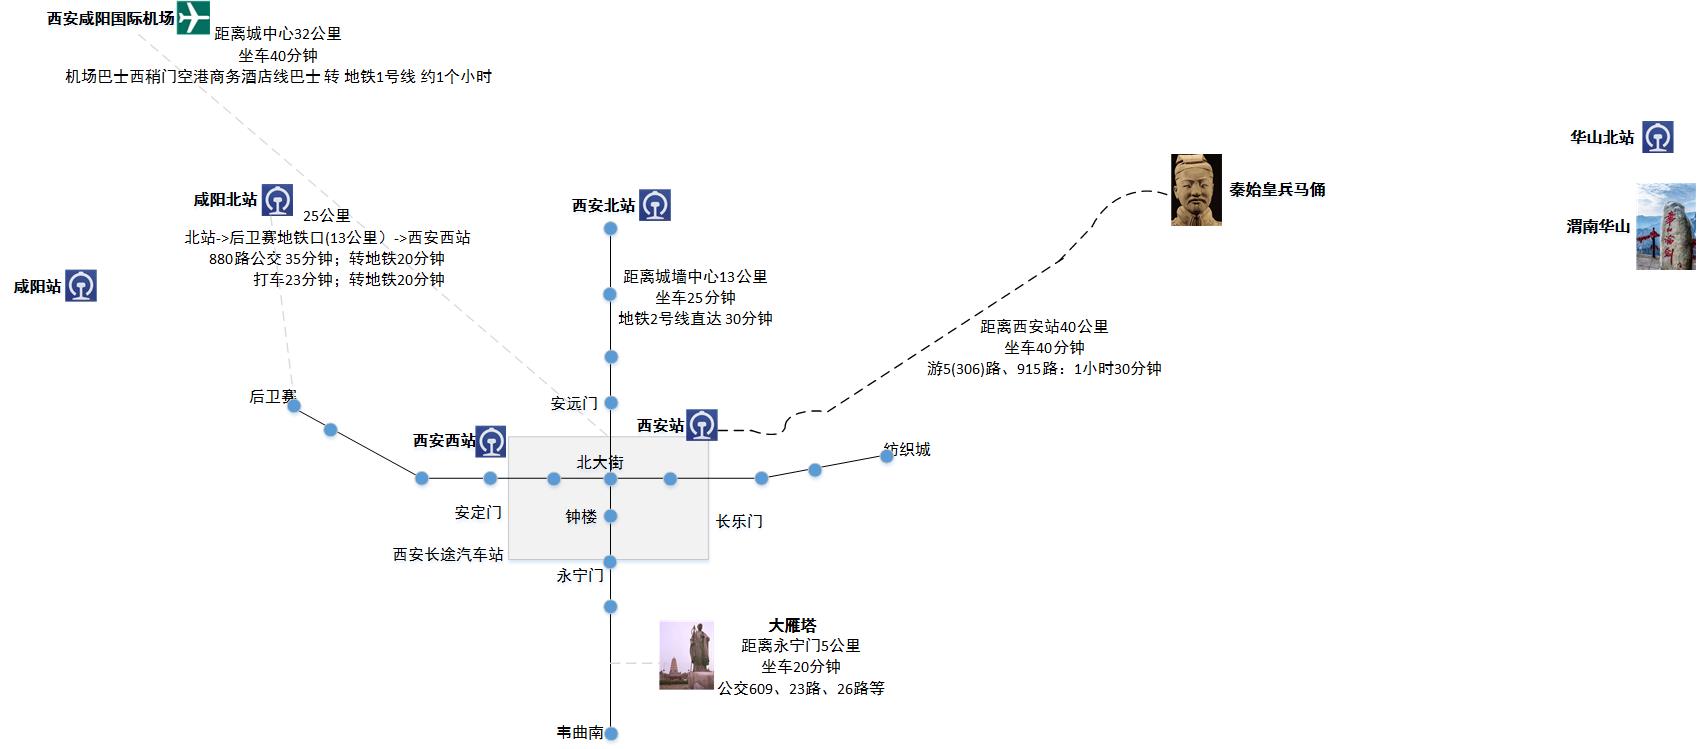 西安咸阳国际机场
距离城中心32公里
坐车40分钟
机场巴士西稍门空港商务酒店线巴士 转 地铁1号线 约1个小时
华山北站
秦始皇兵马俑
咸阳北站
西安北站
25公里
渭南华山
北站->后卫赛地铁口(13公里）->西安西站
880路公交 35分钟；转地铁20分钟
打车23分钟；转地铁20分钟
咸阳站
距离城墙中心13公里
坐车25分钟
地铁2号线直达 30分钟
距离西安站40公里
坐车40分钟
游5(306)路、915路：1小时30分钟
后卫赛
安远门
西安站
西安西站
纺织城
北大街
安定门
钟楼
长乐门
西安长途汽车站
永宁门
大雁塔
距离永宁门5公里
坐车20分钟
公交609、23路、26路等
韦曲南